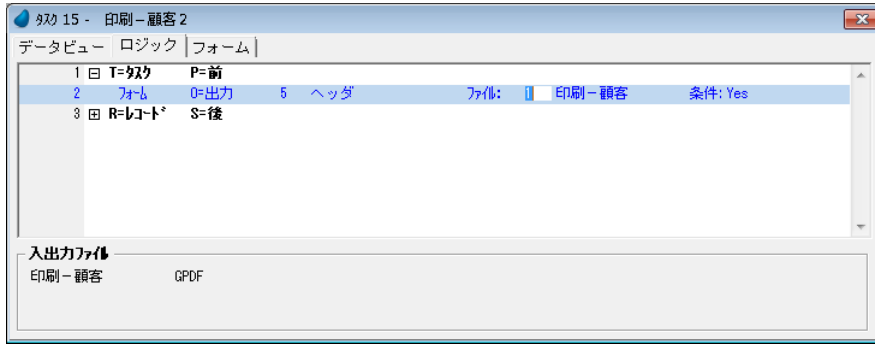 ﾀｽｸ 15 - 印刷－顧客２
データビュー ロジック フォーム
1 T=ﾀｽｸ P=前
2 ﾌｫｰﾑ O=出力 5 ヘッダ ﾌｧｲﾙ: 1 印刷－顧客 条件: Yes
3 R=ﾚｺｰﾄﾞ S=後
入出力ﾌｧｲﾙ
印刷－顧客 GPDF